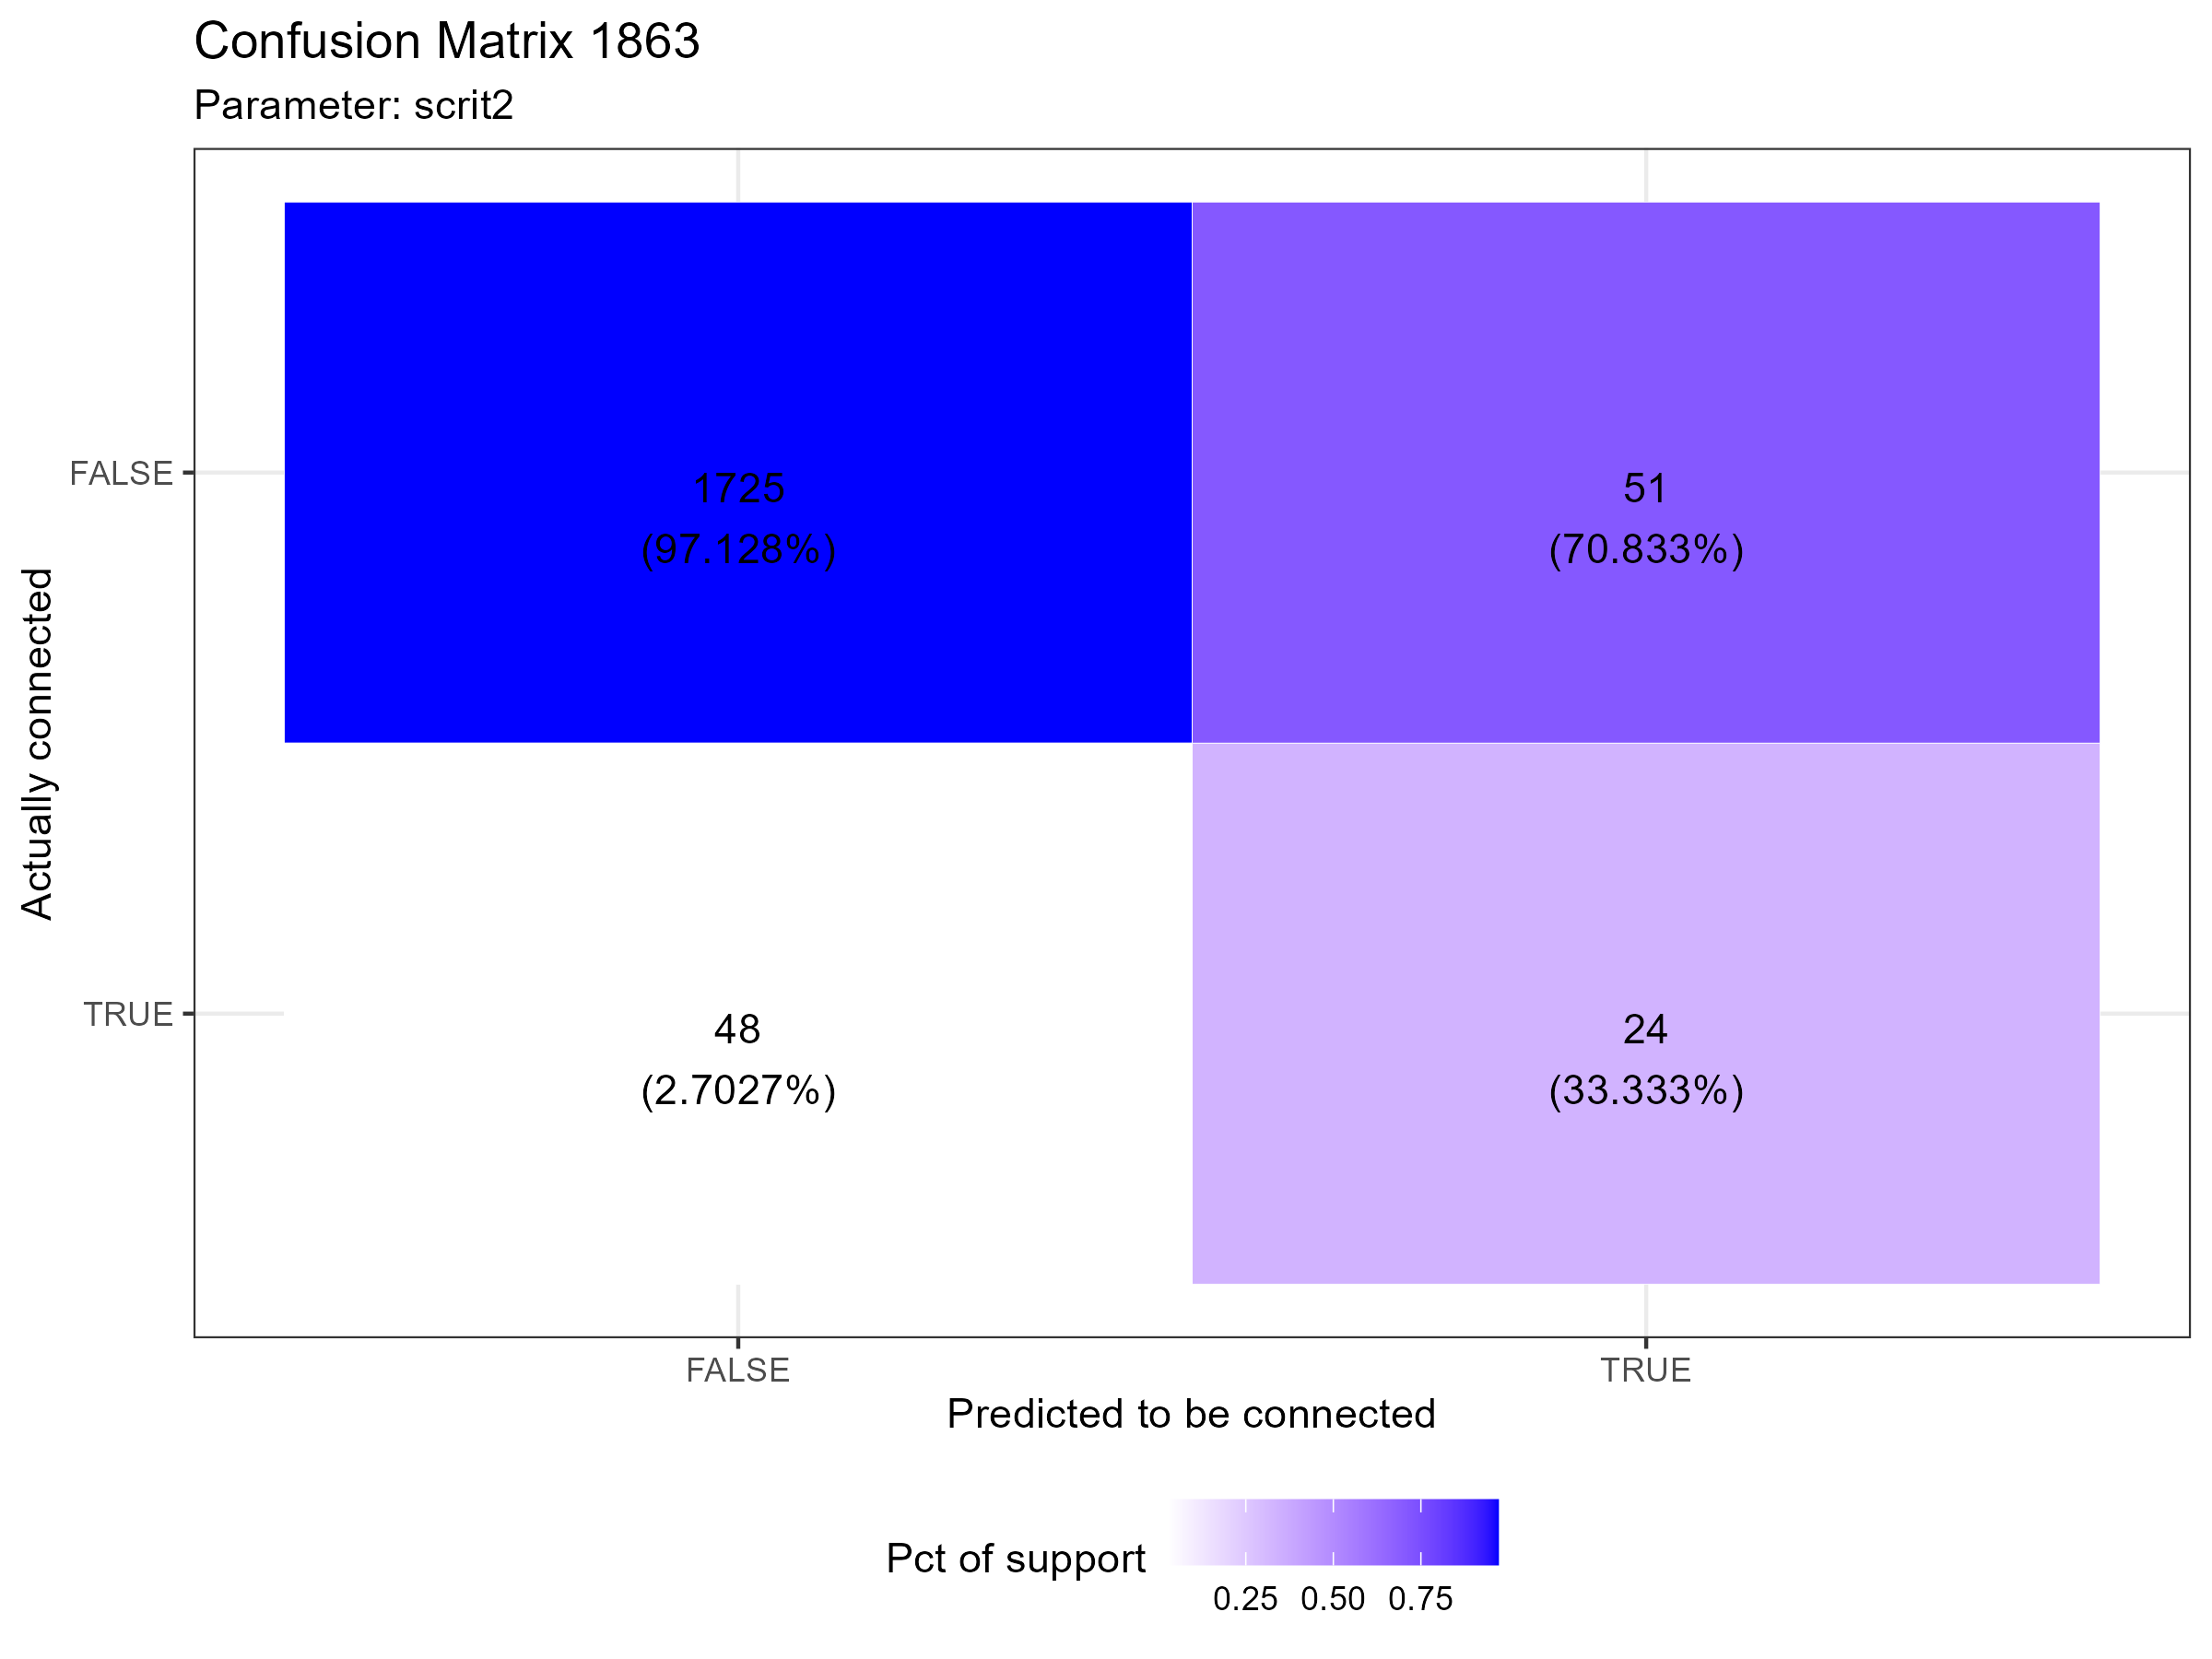 Confusion Matrix 1863
Parameter: scrit2
Actually connected
FALSE
1725
(97.128%)
51
(70.833%)
TRUE
48
(2.7027%)
24
(33.333%)
FALSE
TRUE
Predicted to be connected
Pct of support
0.25 0.50 0.75